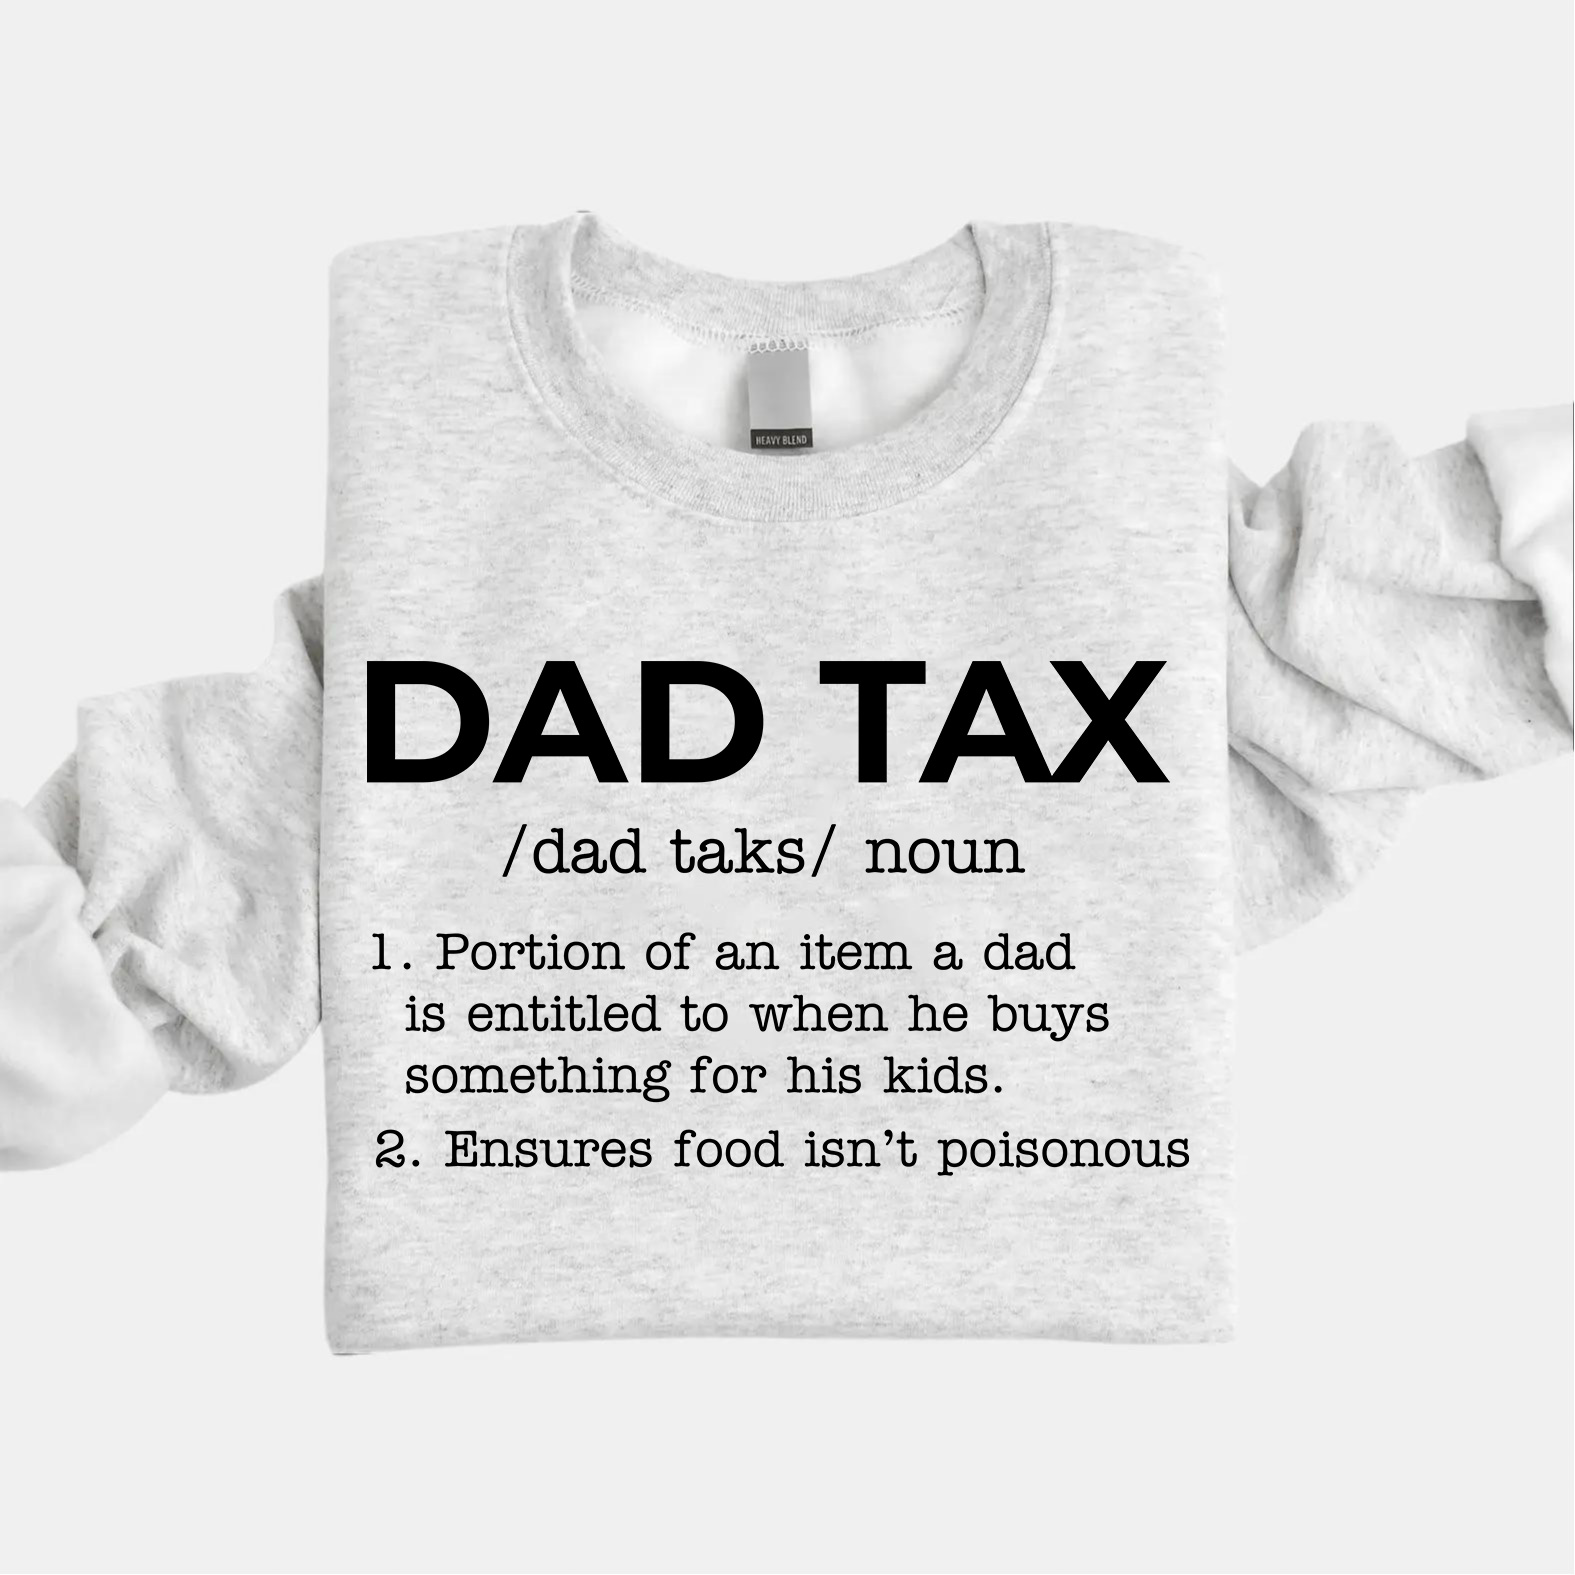 HEAVY BLEND
DAD TAX
/dad taks/ noun
1. Portion of an item a dad
is entitled to when he buys
something for his kids.
2. Ensures food isn’t poisonous